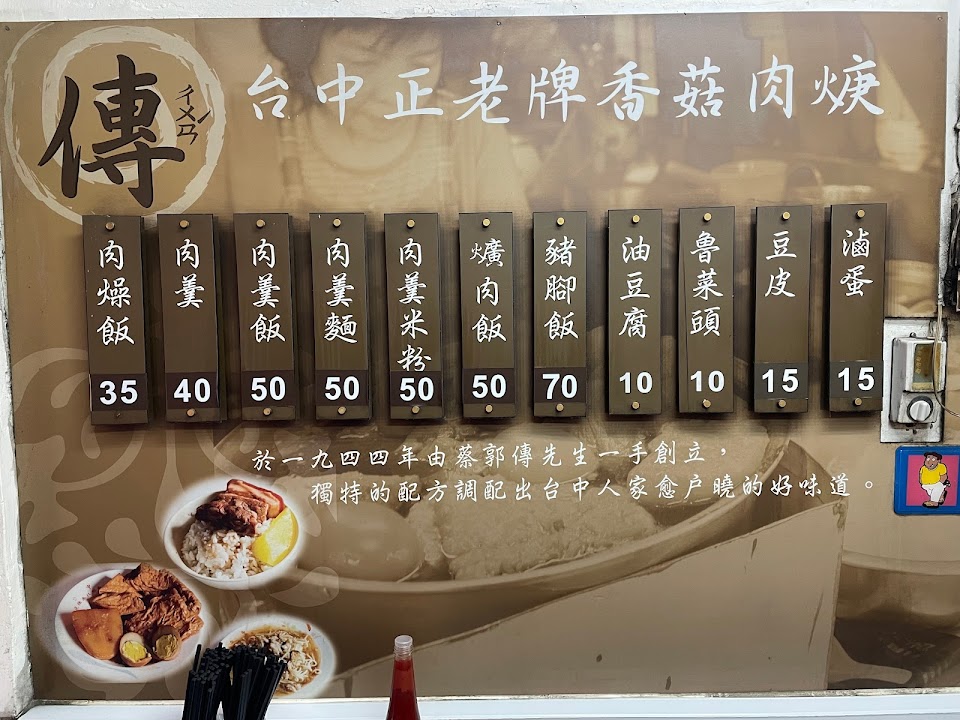 傳
ㄔㄨㄢˊ
台中正老牌香菇肉焿
肉燥飯
35
肉羹
40
肉羹飯
50
肉羹麵
50
肉羹米粉
50
爌肉飯
50
豬腳飯
70
油豆腐
10
魯菜頭
10
豆皮
15
滷蛋
15
於一九四四年由蔡郭傳先生一手創立，
獨特的配方調配出台中人家愈户曉的好味道。